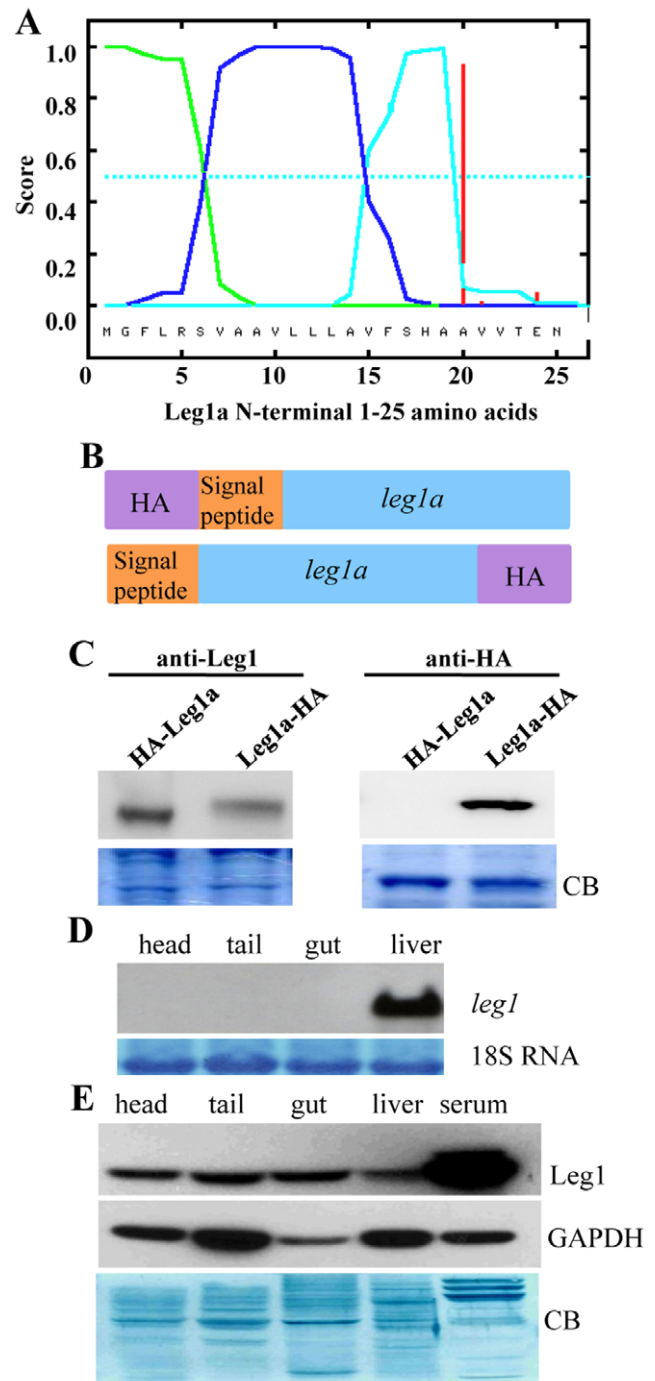 A
1.0
0.8
0.6
0.4
0.2
0.0
Score
M G F L R S V A A V L L L A V F S H A A V V T E N
0 5 10 15 20 25
Leg1a N-terminal 1-25 amino acids
B
HA Signal peptide leg1a
Signal peptide leg1a HA
C
anti-Leg1 anti-HA
HA-Leg1a Leg1a-HA HA-Leg1a Leg1a-HA
CB
D
head tail gut liver
leg1
18S RNA
E
head tail gut liver serum
Leg1
GAPDH
CB